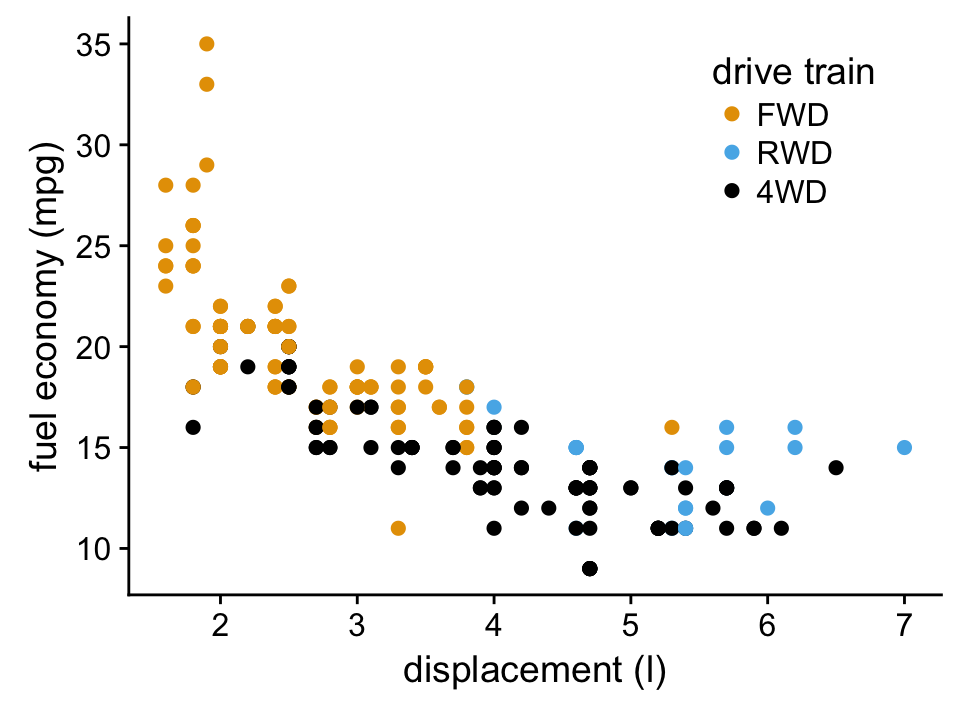 35
30
25
20
15
10
fuel economy (mpg)
drive train
FWD
RWD
4WD
2 3 4 5 6 7
displacement (l)